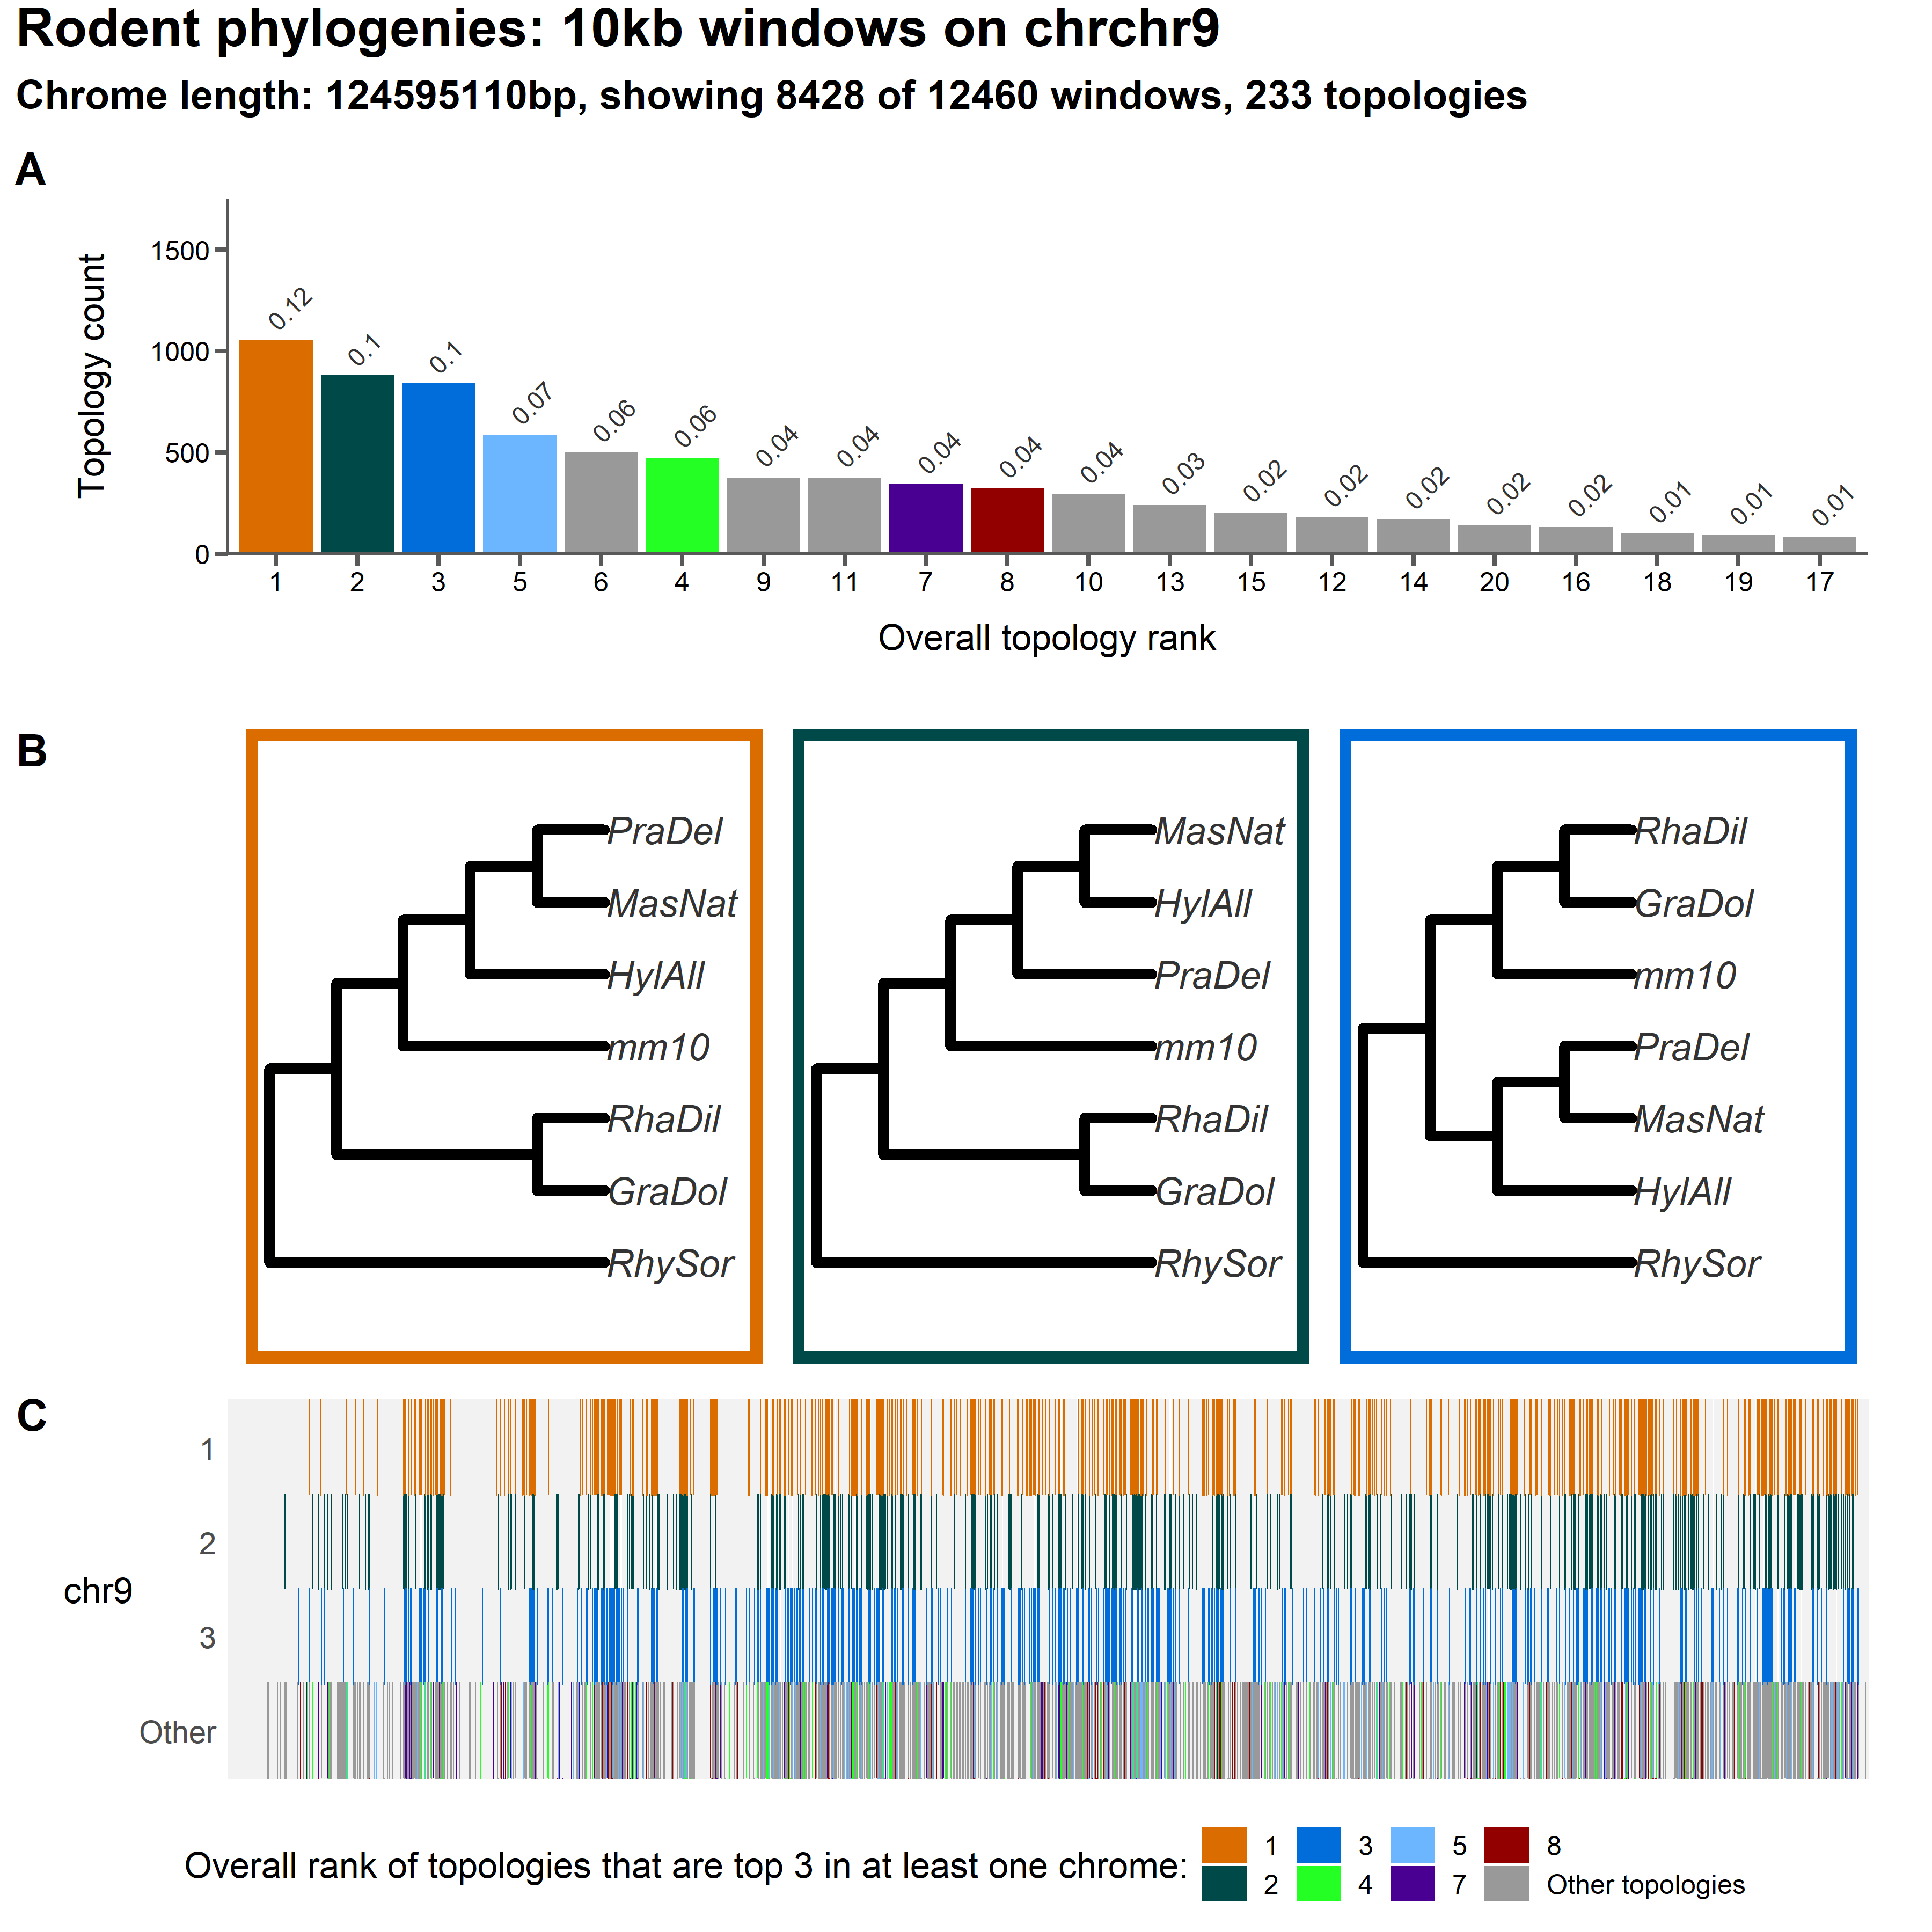 Rodent phylogenies: 10kb windows on chrchr9
Chrome length: 124595110bp, showing 8428 of 12460 windows, 233 topologies
A
Topology count
1500
1000
500
0
0.12 0.1 0.1 0.07 0.06 0.06 0.04 0.04 0.04 0.04 0.04 0.03 0.02 0.02 0.02 0.02 0.02 0.01 0.01 0.01
1 2 3 5 6 4 9 11 7 8 10 13 15 12 14 20 16 18 19 17
Overall topology rank
B
PraDel
MasNat
HylAll
mm10
RhaDil
GraDol
RhySor
MasNat
HylAll
PraDel
mm10
RhaDil
GraDol
RhySor
RhaDil
GraDol
mm10
PraDel
MasNat
HylAll
RhySor
C
chr9
1
2
3
Other
Overall rank of topologies that are top 3 in at least one chrome:
1 3 5 8
2 4 7 Other topologies